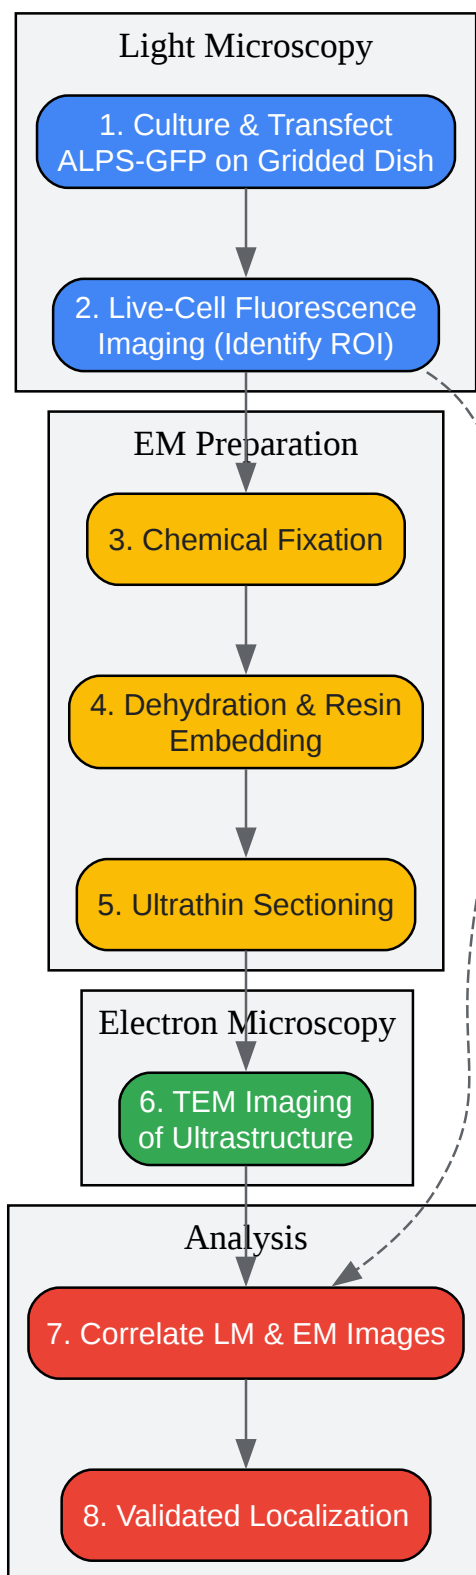 Light Microscopy
1. Culture & Transfect
ALPS-GFP on Gridded Dish
2. Live-Cell Fluorescence
Imaging (Identify ROI)
EM Preparation
3. Chemical Fixation
4. Dehydration & Resin
Embedding
5. Ultrathin Sectioning
Electron Microscopy
6. TEM Imaging
of Ultrastructure
Analysis
7. Correlate LM & EM Images
8. Validated Localization